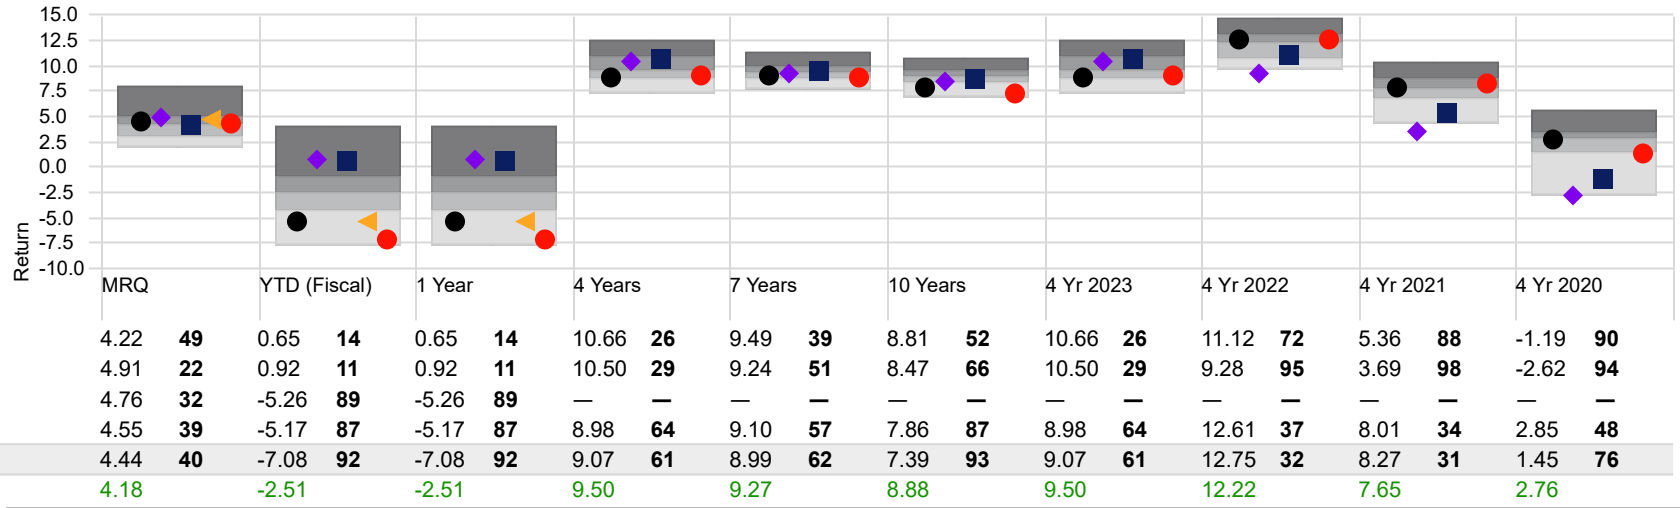 15.0
12.5
10.0
7.5
5.0
2.5
0.0
-2.5
-5.0
-7.5
-10.0
Return
MRQ YTD (Fiscal) 1 Year 4 Years 7 Years 10 Years 4 Yr 2023 4 Yr 2022 4 Yr 2021 4 Yr 2020
4.22 49 0.65 14 0.65 14 10.66 26 9.49 39 8.81 52 10.66 26 11.12 72 5.36 88 -1.19 90
4.91 22 0.92 11 0.92 11 10.50 29 9.24 51 8.47 66 10.50 29 9.28 95 3.69 98 -2.62 94
4.76 32 -5.26 89 -5.26 89 — — — — — — — — — — — — — —
4.55 39 -5.17 87 -5.17 87 8.98 64 9.10 57 7.86 87 8.98 64 12.61 37 8.01 34 2.85 48
4.44 40 -7.08 92 -7.08 92 9.07 61 8.99 62 7.39 93 9.07 61 12.75 32 8.27 31 1.45 76
4.18 -2.51 -2.51 9.50 9.27 8.88 9.50 12.22 7.65 2.76